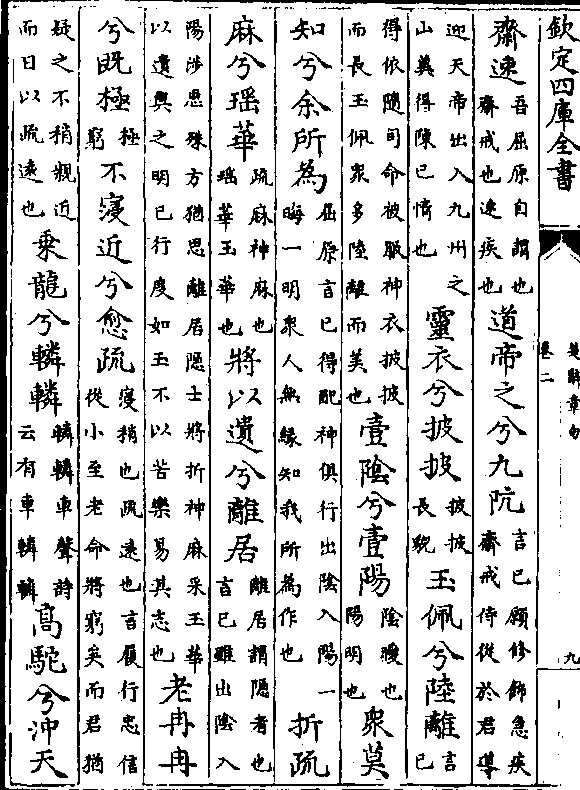 欽定四庫全書 楚辭章句 卷二 九
齋速 吾屈原自謂也齋戒也速疾也 道帝之兮九阬 言已願修飾急疾齋戒侍從於君導
迎天帝出入九州之山冀得陳已情也 靈衣兮披披 披披長貌 玉佩兮陸離 言已
得依隨司命被服神衣披披而長玉佩衆多陸離而美也 壹陰兮壹陽 陰晦也陽明也 衆莫
知兮余所為 屈原言已得配神俱行出陰入陽一晦一明衆人無緣知我所為作也 折疏
麻兮瑶華 疏麻神麻也瑶華玉華也 將以遺兮離居 離居謂隱者也言已雖出陰入
陽涉思殊方猶思離居隱士將折神麻采玉華以遺與之明已行度如玉不以苦樂易其志也 老冉冉
兮既極 極窮 不寖近兮愈疏 寖稍也疏遠也言履行忠信從小至老命將窮矣而君猶
疑之不稍親近而日以疏遠也 乗龍兮轔轔 轔轔車聲詩云有車轔轔 髙駝兮沖天